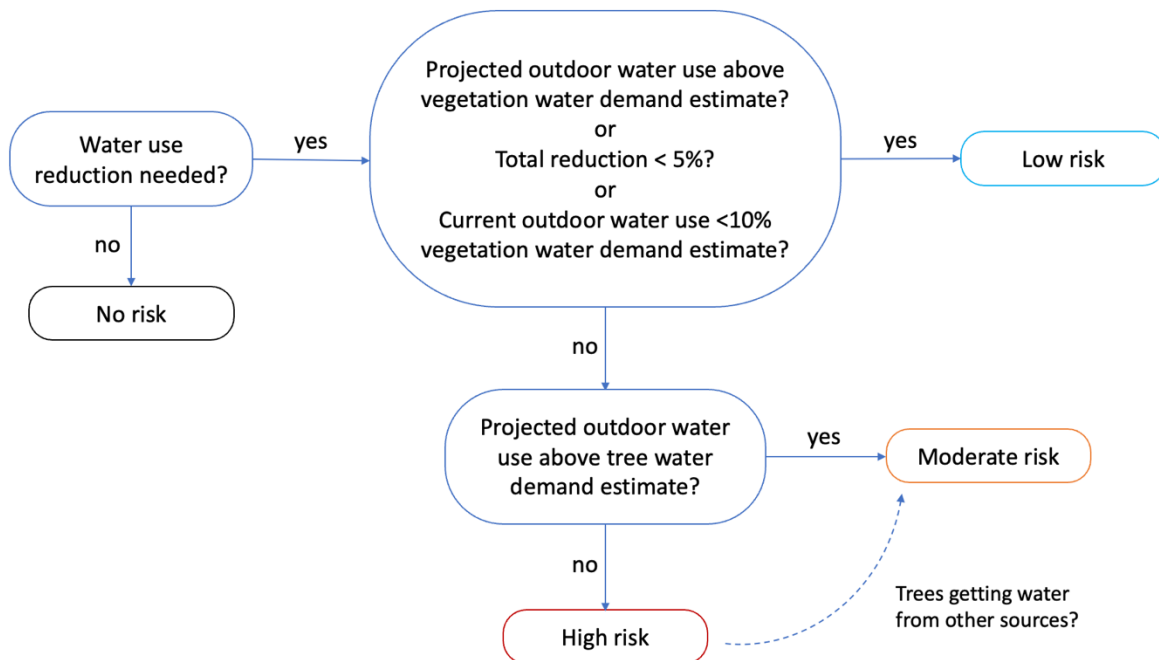 Water use
reduction needed?
yes
no
No risk
Projected outdoor water use above
vegetation water demand estimate?
or
Total reduction < 5%?
or
Current outdoor water use <10%
vegetation water demand estimate?
yes
Low risk
no
Projected outdoor water
use above tree water
demand estimate?
yes
Moderate risk
no
High risk
Trees getting water
from other sources?